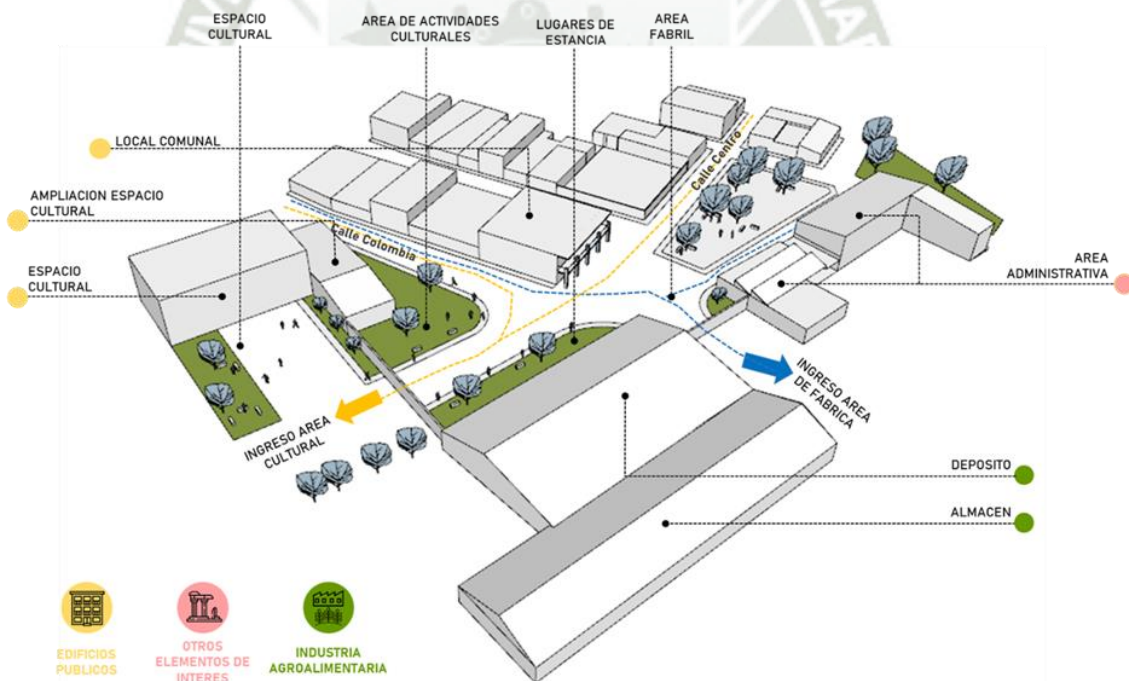 ESPACIO
CULTURAL
AREA DE ACTIVIDADES
CULTURALES
LUGARES DE
ESTANCIA
AREA
FABRIL
LOCAL COMUNAL
AMPLIACION ESPACIO
CULTURAL
ESPACIO
CULTURAL
Calle Colombia
Calle Centro
AREA
ADMINISTRATIVA
INGRESO AREA
CULTURAL
INGRESO AREA
DE FABRICA
DEPOSITO
ALMACEN
EDIFICIOS
PUBLICOS
OTROS
ELEMENTOS DE
INTERES
INDUSTRIA
AGROALIMENTARIA